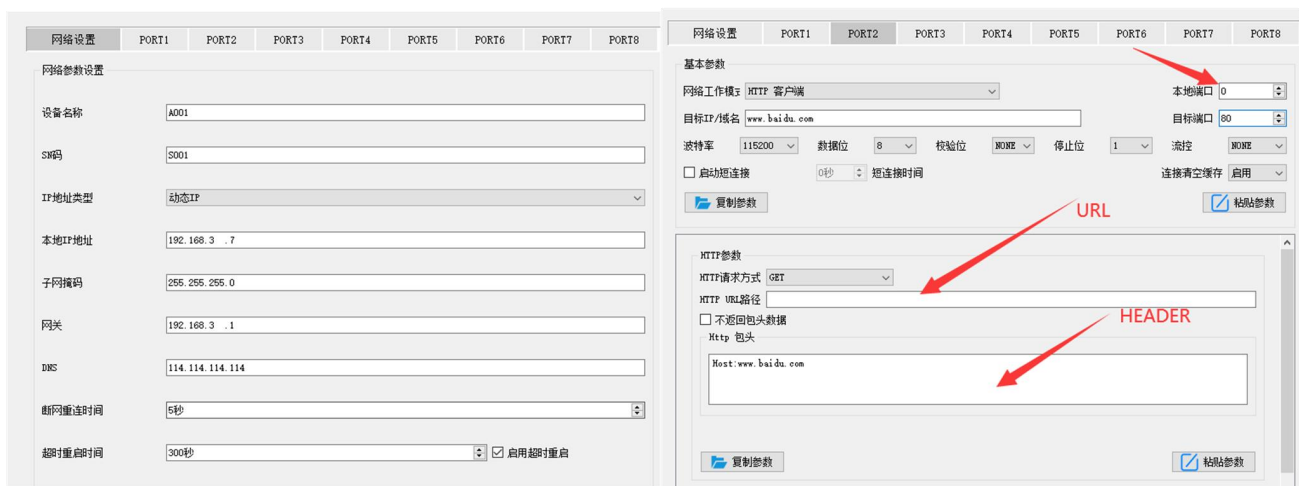 网络设置 PORT1 PORT2 PORT3 PORT4 PORT5 PORT6 PORT7 PORT8
网络参数设置
设备名称 A001
SN码 S001
IP地址类型 动态IP
本地IP地址 192.168.3 .7
子网掩码 255.255.255.0
网关 192.168.3 .1
DNS 114.114.114.114
断网重连时间 5秒
超时重启时间 300秒 启用超时重启
网络设置 PORT1 PORT2 PORT3 PORT4 PORT5 PORT6 PORT7 PORT8
基本参数
网络工作模式 HTTP 客户端 本地端口 0
目标IP/域名 www.baidu.com 目标端口 80
波特率 115200 数据位 8 校验位 NONE 停止位 1 流控 NONE
启动短连接 0秒 短连接时间 连接清空缓存 启用
复制参数 粘贴参数
URL
HTTP参数
HTTP请求方式 GET
HTTP URL路径
不返回包头数据
HEADER
Http 包头
Host:www.baidu.com
复制参数 粘贴参数